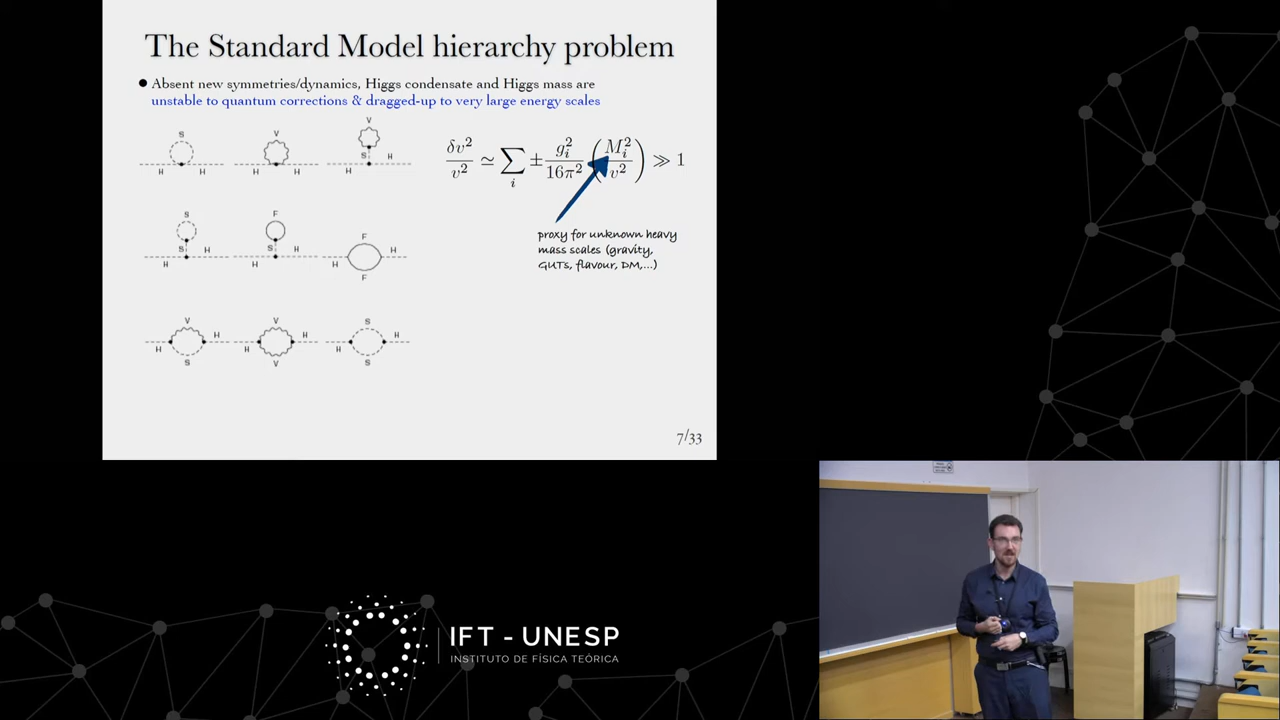 The Standard Model hierarchy problem
● Absent new symmetries/dynamics, Higgs condensate and Higgs mass are
unstable to quantum corrections & dragged-up to very large energy scales
S
H H
V
H H
V
S H
δv²/v² ≃ ∑_i ± g_i²/16π² (M_i²/v²) ≫ 1
S
S H
H
F
S H
H
F
H H
F
proxy for unknown heavy
mass scales (gravity,
GUTs, flavour, DM,...)
V
H H
S
V
H H
V
S
H H
S
7/33
IFT - UNESP
INSTITUTO DE FÍSICA TEÓRICA